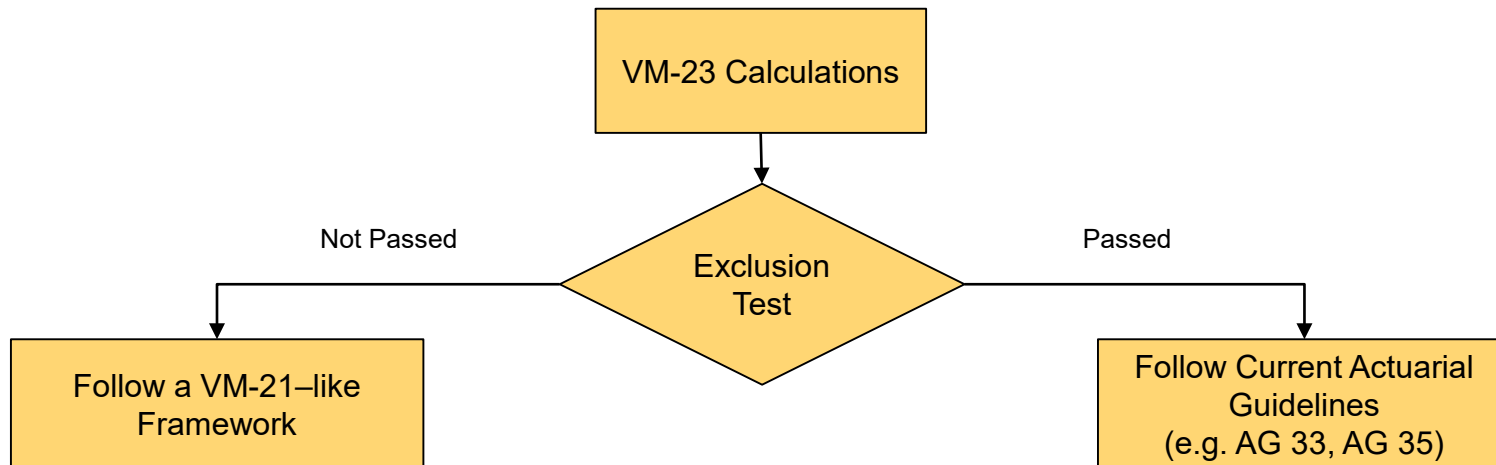 VM-23 Calculations
Not Passed
Passed
Exclusion
Test
Follow a VM-21–like
Framework
Follow Current Actuarial
Guidelines
(e.g. AG 33, AG 35)